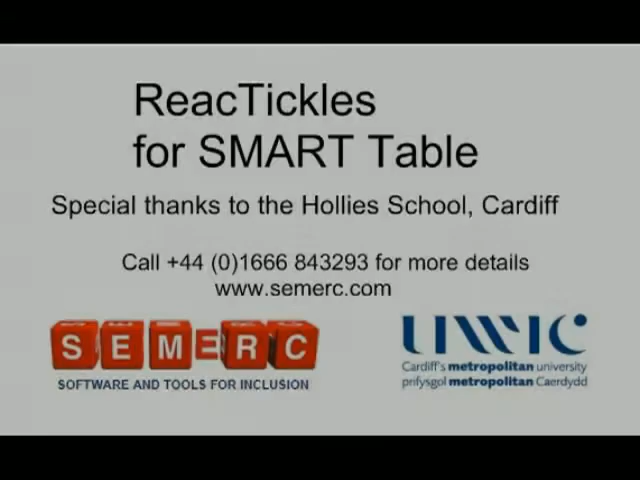 ReacTickles
for SMART Table
Special thanks to the Hollies School, Cardiff
Call +44 (0)1666 843293 for more details
www.semerc.com
SEMERC
SOFTWARE AND TOOLS FOR INCLUSION
UWIC
Cardiff's metropolitan university
prifysgol metropolitan Caerdydd